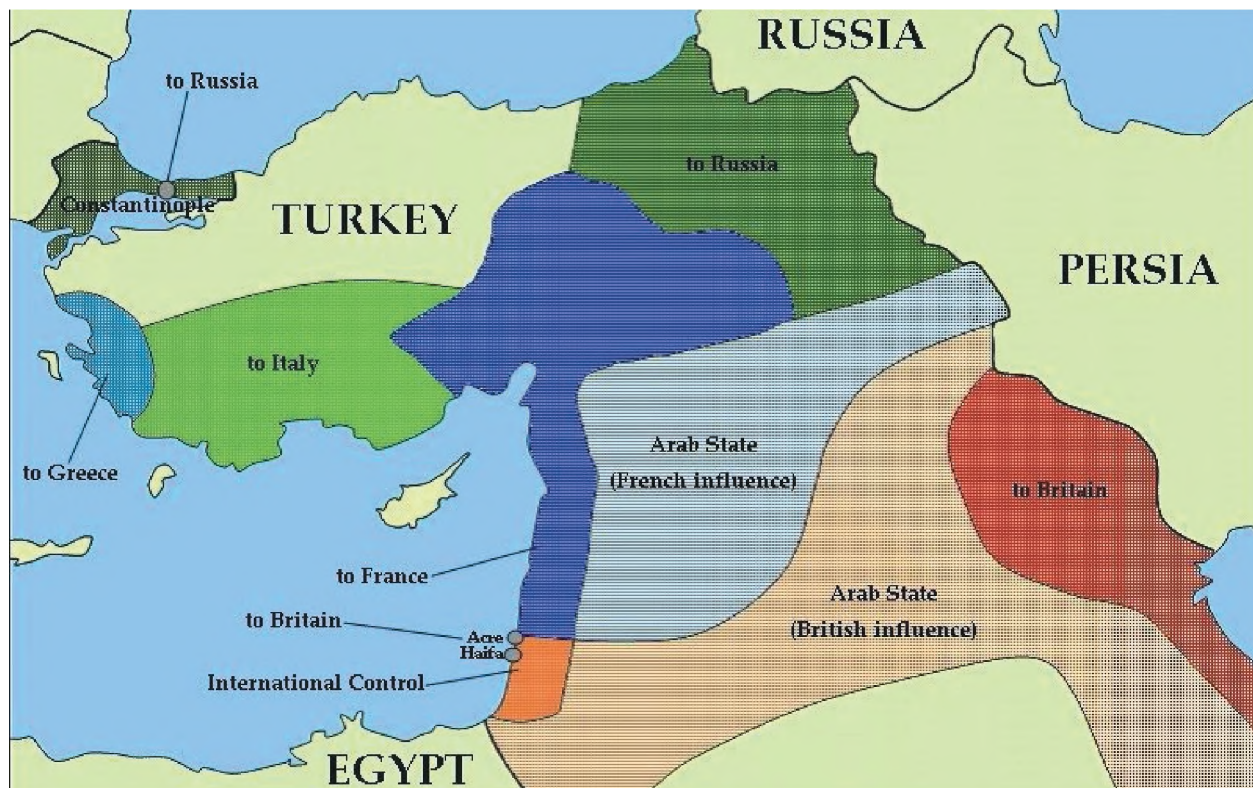 RUSSIA
to Russia
to Russia
Constantinople
TURKEY
PERSIA
to Italy
to Greece
Arab State
(French influence)
to Britain
to France
Arab State
(British influence)
to Britain
Acre
Haifa
International Control
EGYPT